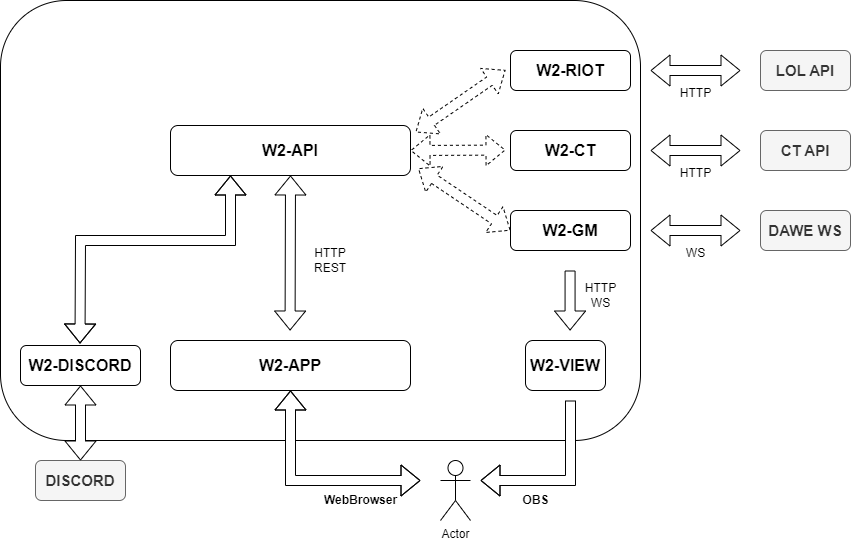 W2-RIOT
LOL API
HTTP
W2-API
W2-CT
CT API
HTTP
W2-GM
DAWE WS
WS
HTTP
REST
HTTP
WS
W2-DISCORD
W2-APP
W2-VIEW
DISCORD
WebBrowser
OBS
Actor